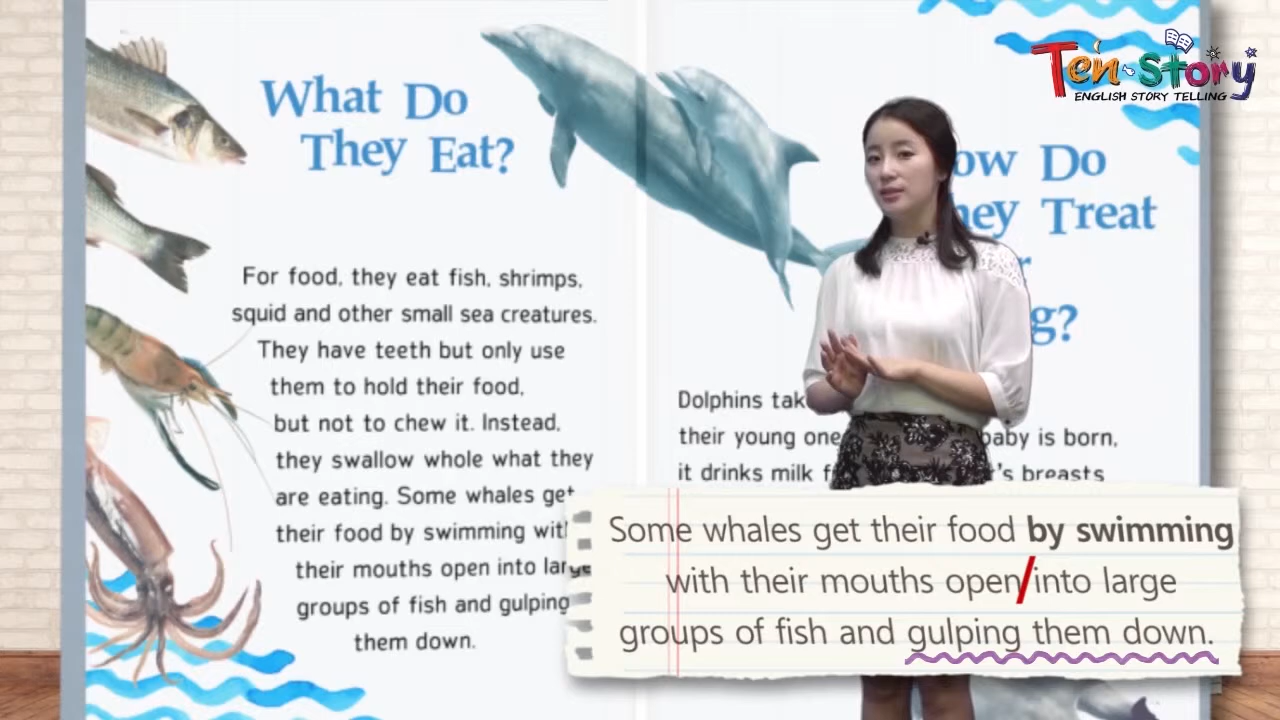 Ten-Story
ENGLISH STORY TELLING
What Do
They Eat?
For food, they eat fish, shrimps,
squid and other small sea creatures.
They have teeth but only use
them to hold their food,
but not to chew it. Instead,
they swallow whole what they
are eating. Some whales get
their food by swimming
their mouths open into large
groups of fish and gulping
them down.
Do
Treat
Dolphins
their young baby is born,
it drinks milk breasts
Some whales get their food by swimming
with their mouths open/into large
groups of fish and gulping them down.